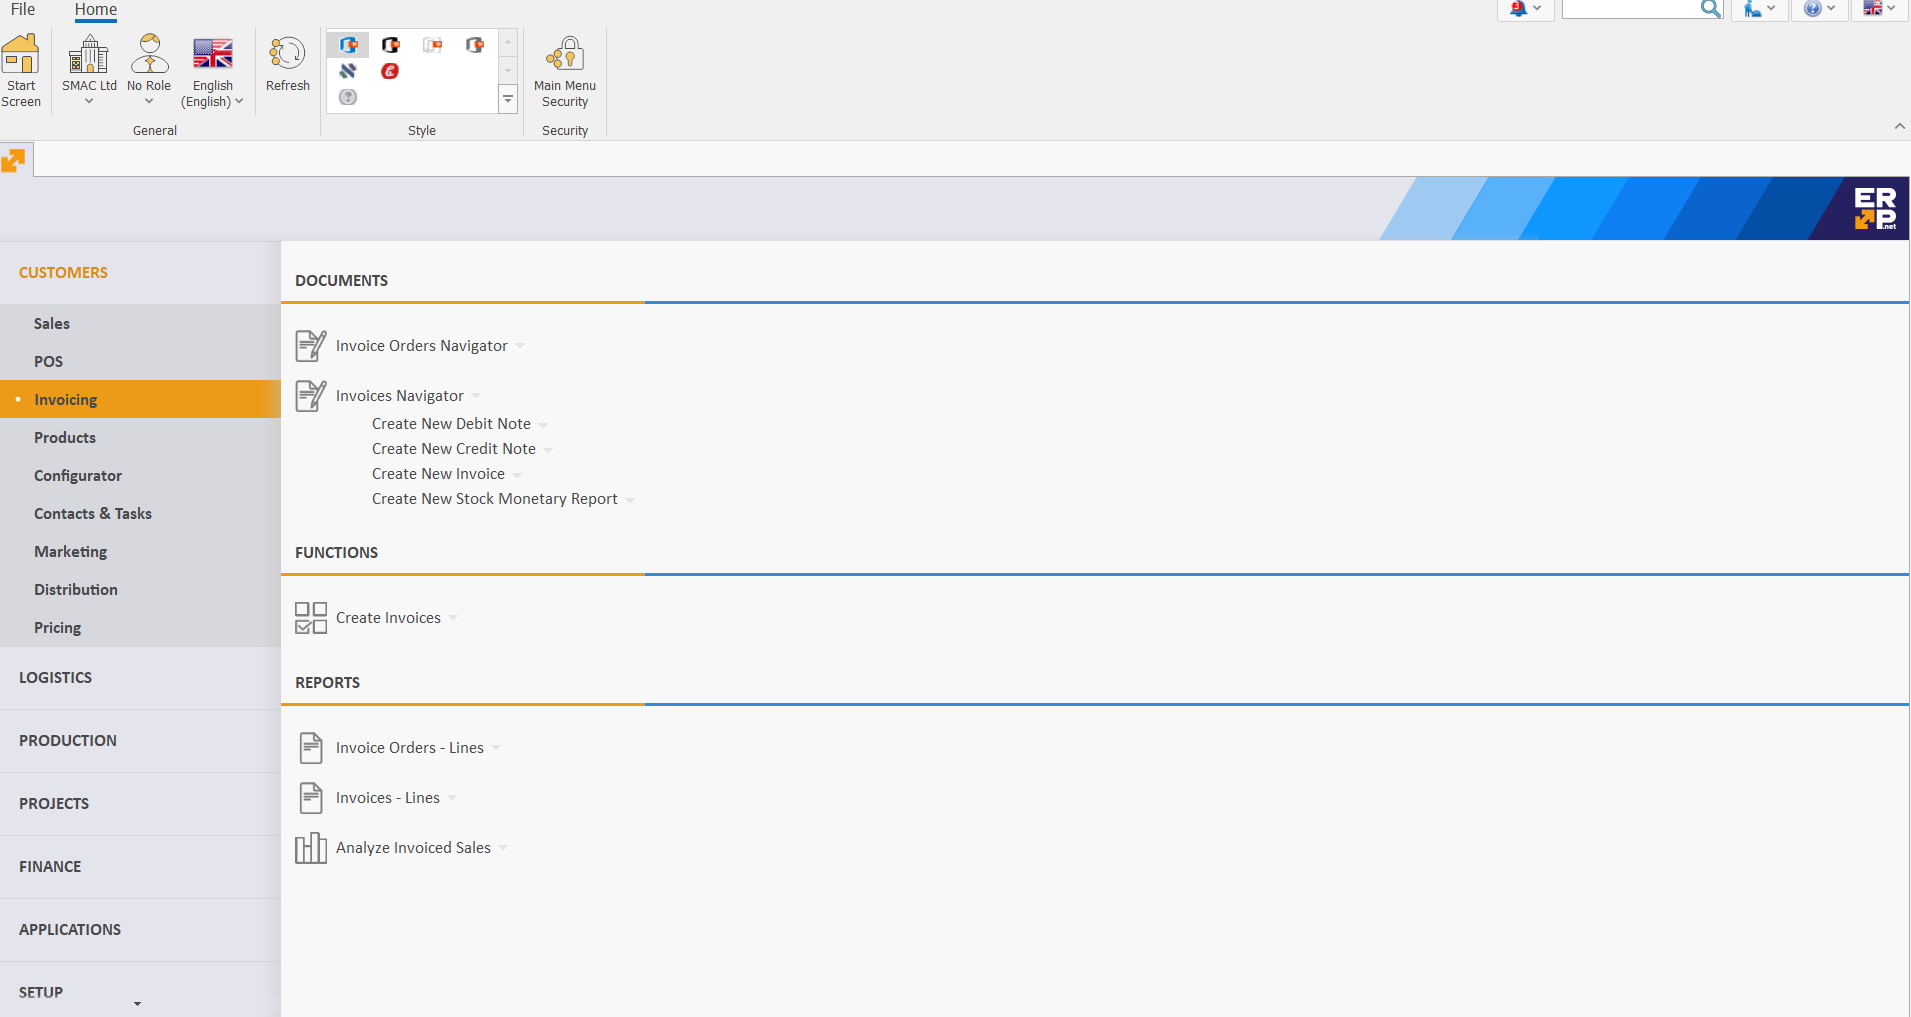 File
Home
3
Start
Screen
SMAC Ltd
No Role
English
(English)
Refresh
Main Menu
Security
General
Style
Security
ERP.net
CUSTOMERS
Sales
POS
Invoicing
Products
Configurator
Contacts & Tasks
Marketing
Distribution
Pricing
LOGISTICS
PRODUCTION
PROJECTS
FINANCE
APPLICATIONS
SETUP
DOCUMENTS
Invoice Orders Navigator
Invoices Navigator
Create New Debit Note
Create New Credit Note
Create New Invoice
Create New Stock Monetary Report
FUNCTIONS
Create Invoices
REPORTS
Invoice Orders - Lines
Invoices - Lines
Analyze Invoiced Sales